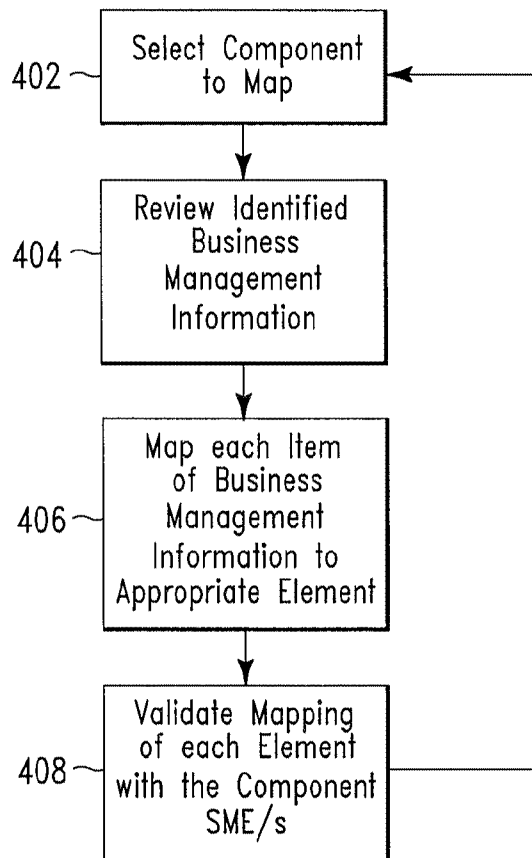 402
Select Component
to Map
404
Review Identified
Business
Management
Information
406
Map each Item
of Business
Management
Information to
Appropriate Element
408
Validate Mapping
of each Element
with the Component
SME/s